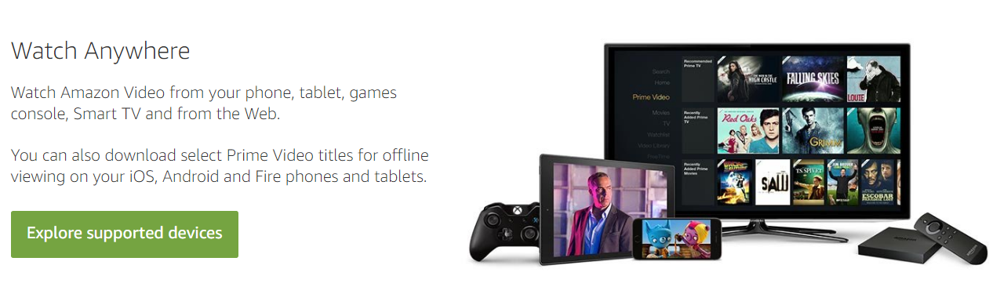 Watch Anywhere
Watch Amazon Video from your phone, tablet, games
console, Smart TV and from the Web.
You can also download select Prime Video titles for offline
viewing on your iOS, Android and Fire phones and tablets.
Explore supported devices
Search
Home
Prime Video
Movies
TV
Watchlist
Video Library
Recommended
Prime TV
HIGH CASTLE
FALLING SKIES
LOUIE
Recently
Added Prime
TV
Red Oaks
GRIMM
Recently
Added Prime
Movies
SAW
T.S. SPIVET
ESCOBAR
PARADISE LOST